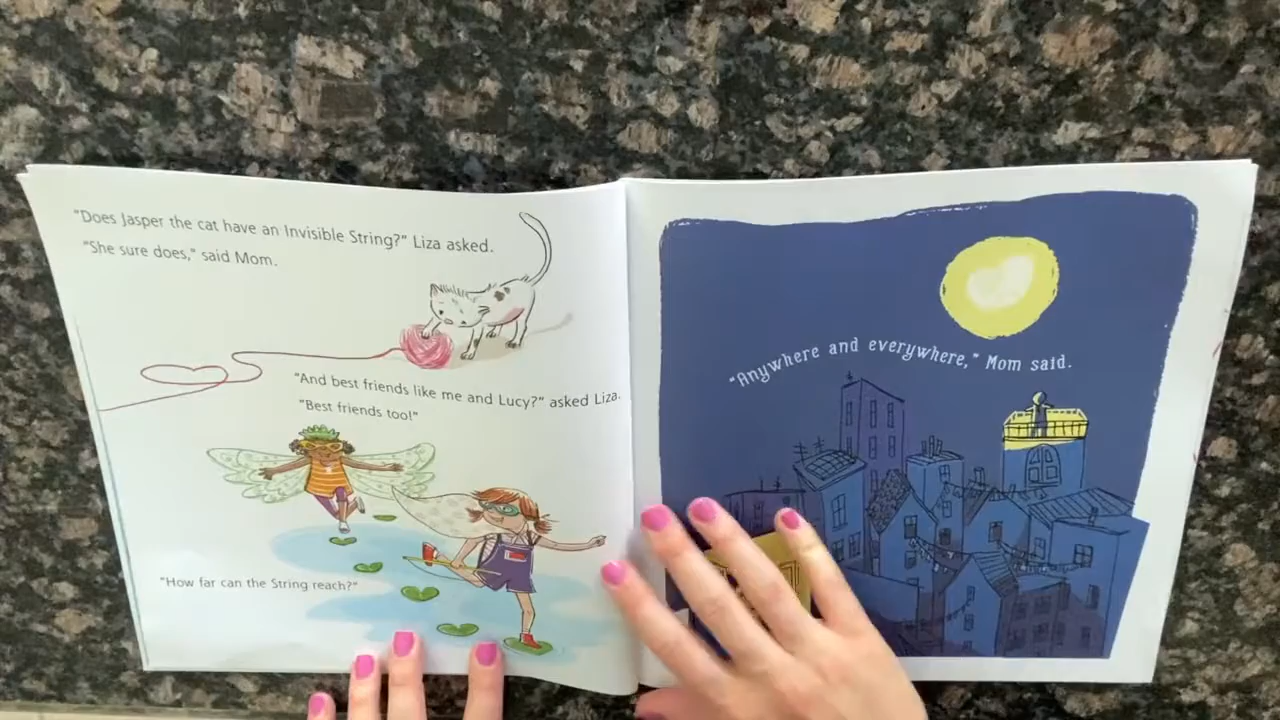 "Does Jasper the cat have an Invisible String?" Liza asked.
"She sure does," said Mom.
"And best friends like me and Lucy?" asked Liza.
"Best friends too!"
"How far can the String reach?"
"Anywhere and everywhere," Mom said.